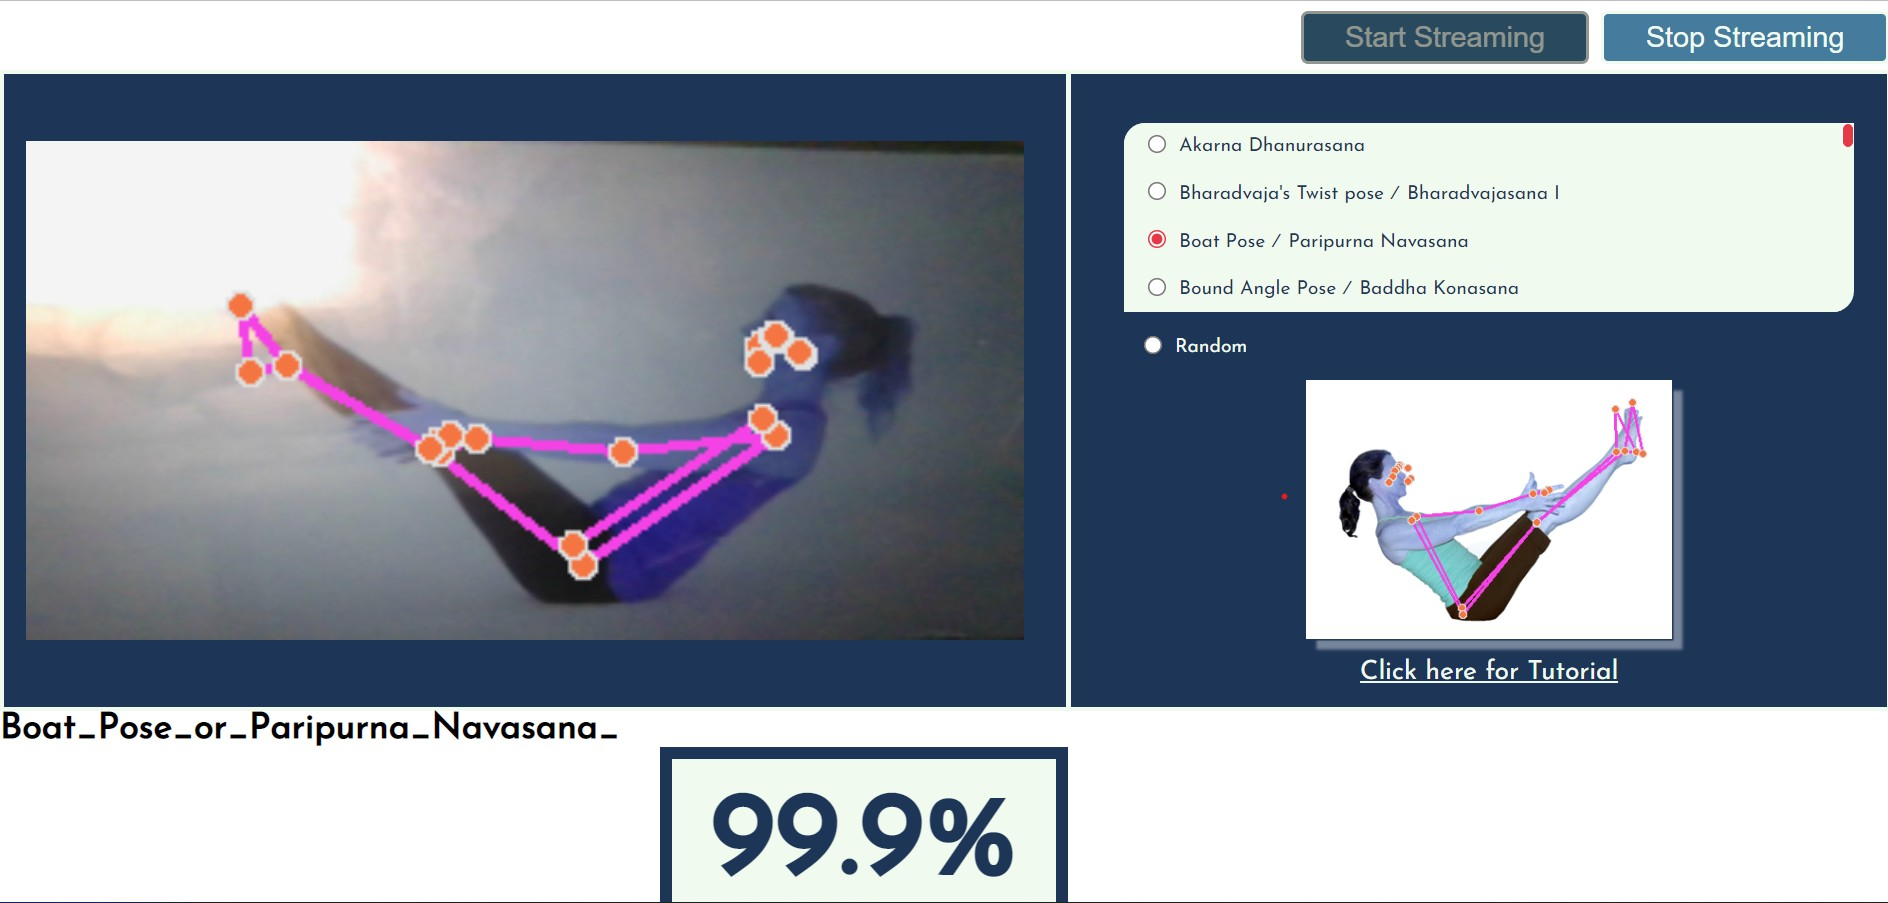 Start Streaming
Stop Streaming
Akarna Dhanurasana
Bharadvaja's Twist pose / Bharadvajasana I
Boat Pose / Paripurna Navasana
Bound Angle Pose / Baddha Konasana
Random
Click here for Tutorial
Boat_Pose_or_Paripurna_Navasana_
99.9%